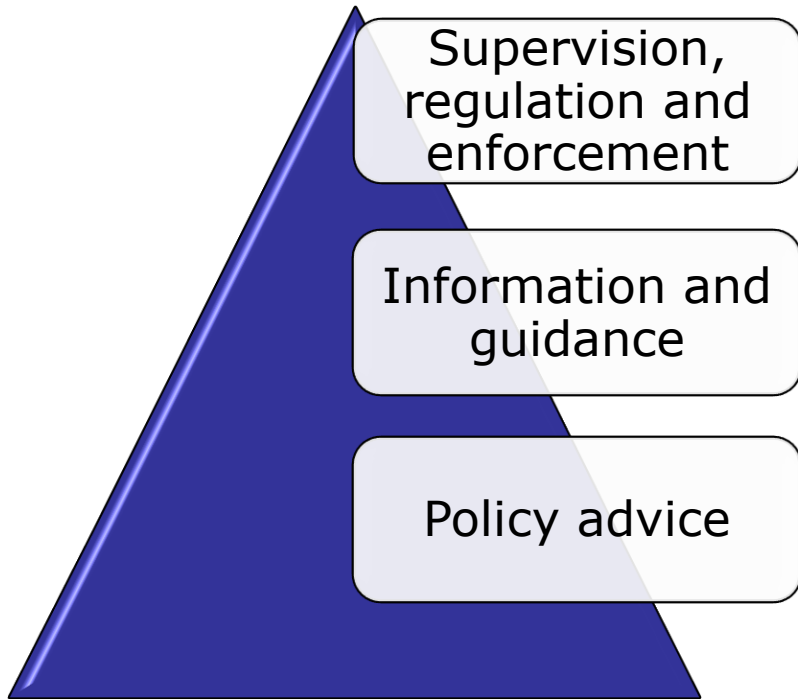 Supervision,
regulation and
enforcement
Information and
guidance
Policy advice